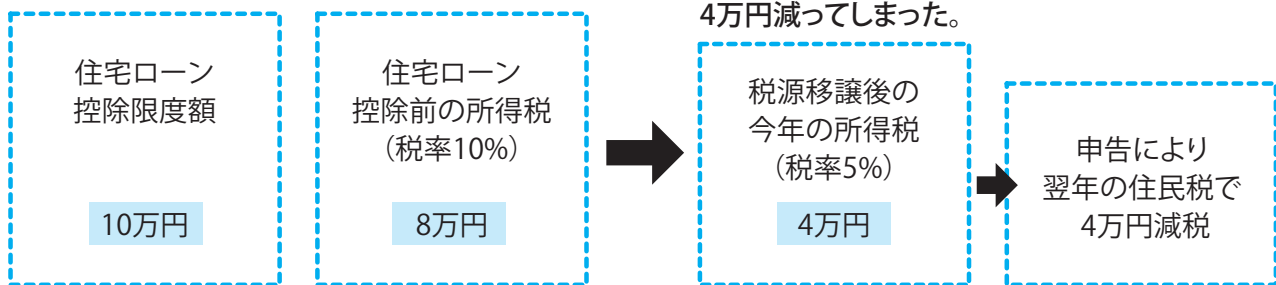 住宅ローン
控除限度額
10万円
住宅ローン
控除前の所得税
（税率10%）
8万円
4万円減ってしまった。
税源移譲後の
今年の所得税
（税率5%）
4万円
申告により
翌年の住民税で
4万円減税